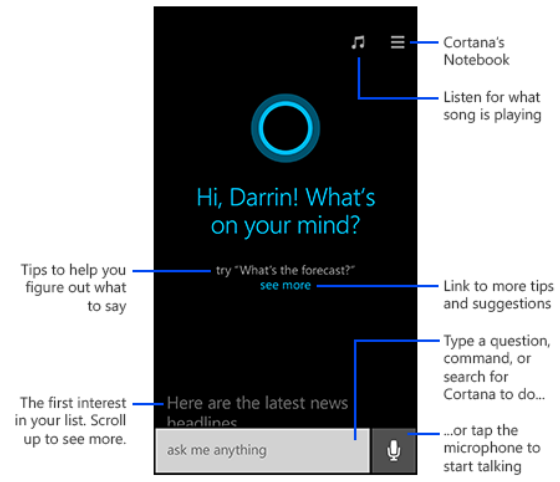 Cortana's
Notebook
Listen for what
song is playing
Hi, Darrin! What's
on your mind?
Tips to help you
figure out what
to say
try "What's the forecast?"
see more
Link to more tips
and suggestions
Type a question,
command, or
search for
Cortana to do...
The first interest
in your list. Scroll
up to see more.
Here are the latest news
headlines
ask me anything
...or tap the
microphone to
start talking